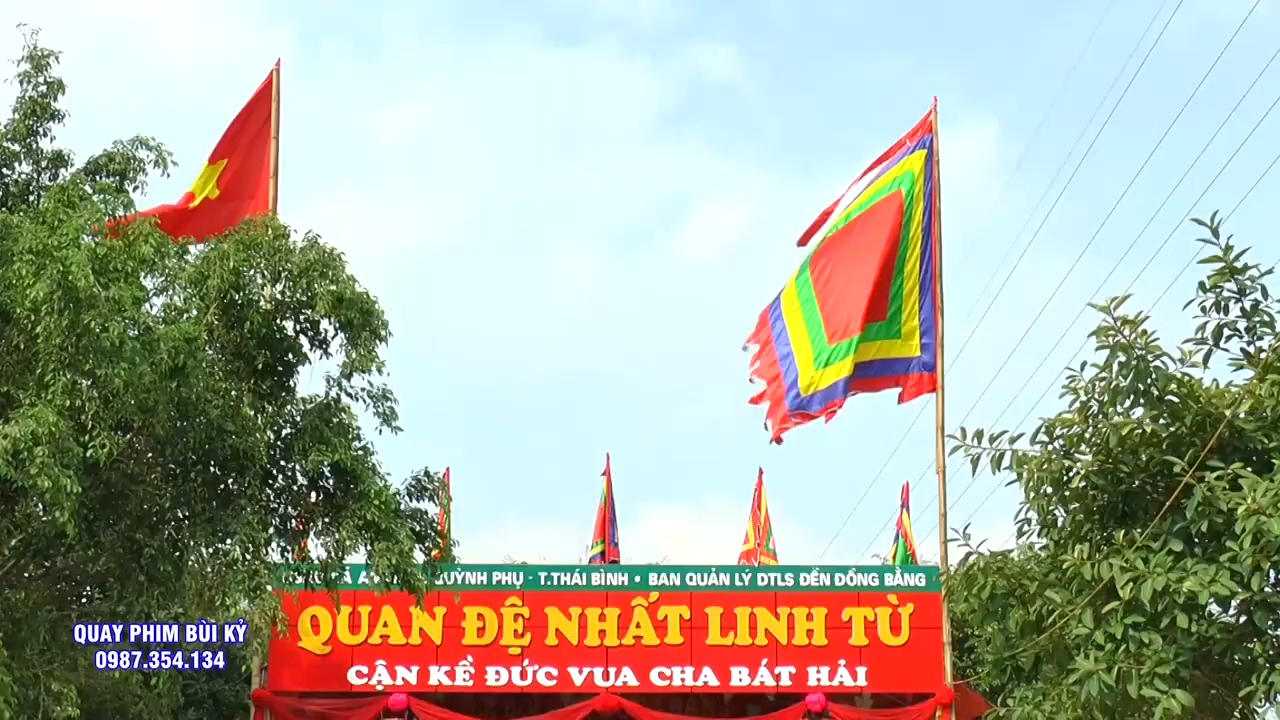 QUỲNH PHỤ - T.THÁI BÌNH • BAN QUẢN LÝ DTLS ĐỀN ĐỒNG BẰNG
QUAN ĐỆ NHẤT LINH TỪ
CẬN KỀ ĐỨC VUA CHA BÁT HẢI
QUAY PHIM BÙI KỶ
0987.354.134